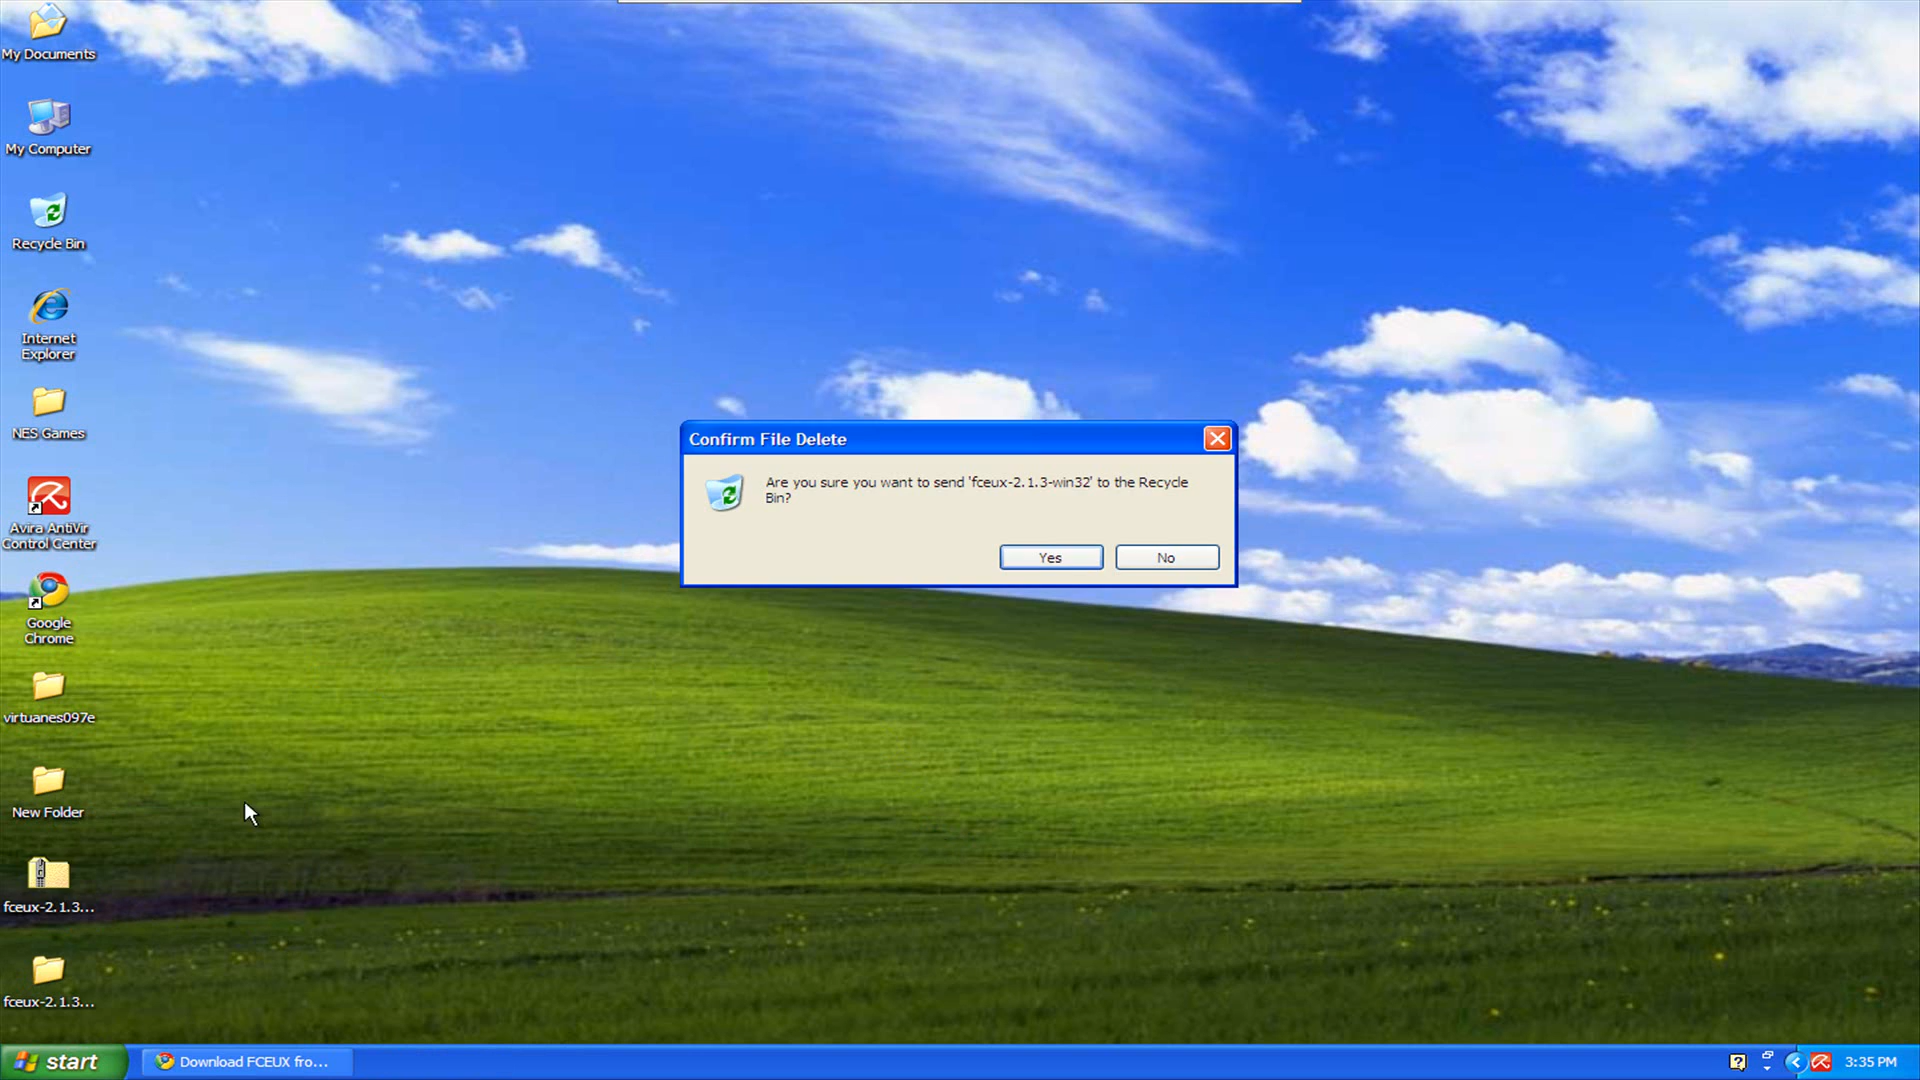 My Documents
My Computer
Recycle Bin
Internet
Explorer
NES Games
Avira AntiVir
Control Center
Google
Chrome
virtuanes097e
New Folder
fceux-2.1.3...
fceux-2.1.3...
Confirm File Delete
Are you sure you want to send 'fceux-2.1.3-win32' to the Recycle
Bin?
Yes
No
start
Download FCEUX fro...
3:35 PM